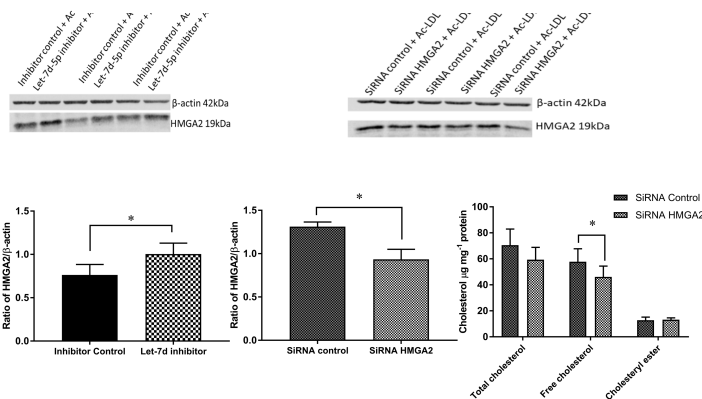 Inhibitor control + Ac
Let-7d-5p inhibitor + A
Inhibitor control + A
Let-7d-5p inhibitor +
Inhibitor control + Ac
Let-7d-5p inhibitor + A
β-actin 42kDa
HMGA2 19kDa
SiRNA control + Ac-LDL
SiRNA HMGA2 + Ac-LD
SiRNA control + Ac-LDL
SiRNA HMGA2 + Ac-LD
SiRNA control + Ac-LDL
SiRNA HMGA2 + Ac-LD
β-actin 42kDa
HMGA2 19kDa
Ratio of HMGA2/β-actin
1.5
1.0
0.5
0.0
*
Inhibitor Control
Let-7d inhibitor
Ratio of HMGA2/β-actin
1.5
1.0
0.5
0.0
*
SiRNA control
SiRNA HMGA2
Cholesterol µg mg⁻¹ protein
100
80
60
40
20
0
*
SiRNA Control
SiRNA HMGA2
Total cholesterol
Free cholesterol
Cholesteryl ester